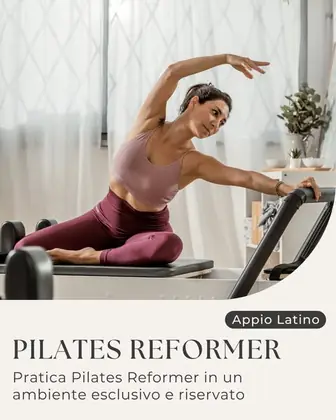 Appio Latino
PILATES REFORMER
Pratica Pilates Reformer in un
ambiente esclusivo e riservato